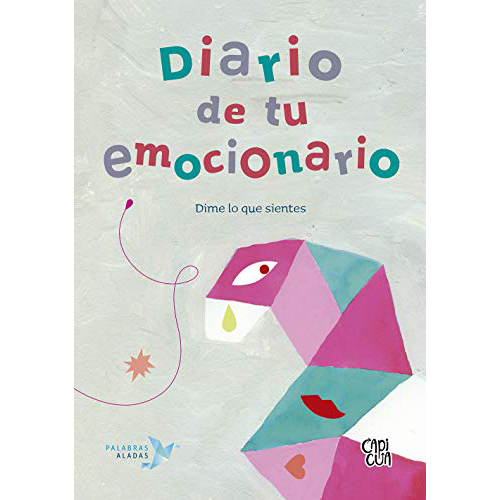 Diario
de tu
emocionario
Dime lo que sientes
PALABRAS
ALADAS
CAPI
CUA